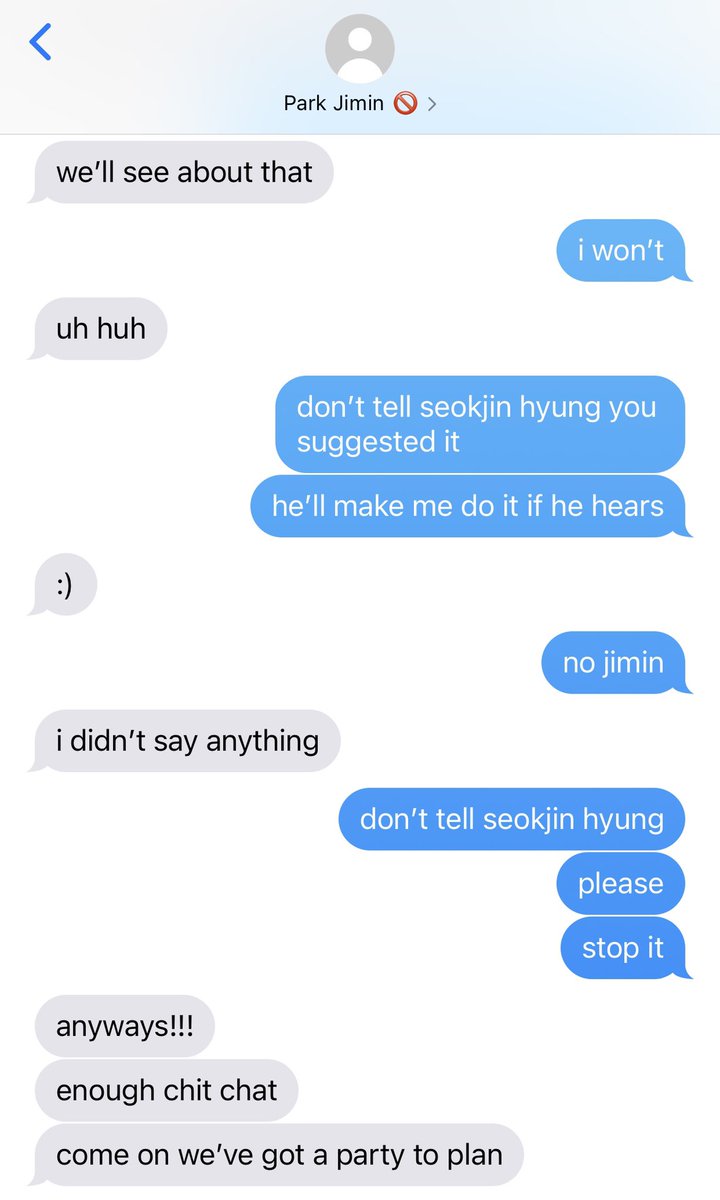 Park Jimin 🚫
we’ll see about that
i won’t
uh huh
don’t tell seokjin hyung you
suggested it
he’ll make me do it if he hears
:)
no jimin
i didn’t say anything
don’t tell seokjin hyung
please
stop it
anyways!!!
enough chit chat
come on we’ve got a party to plan